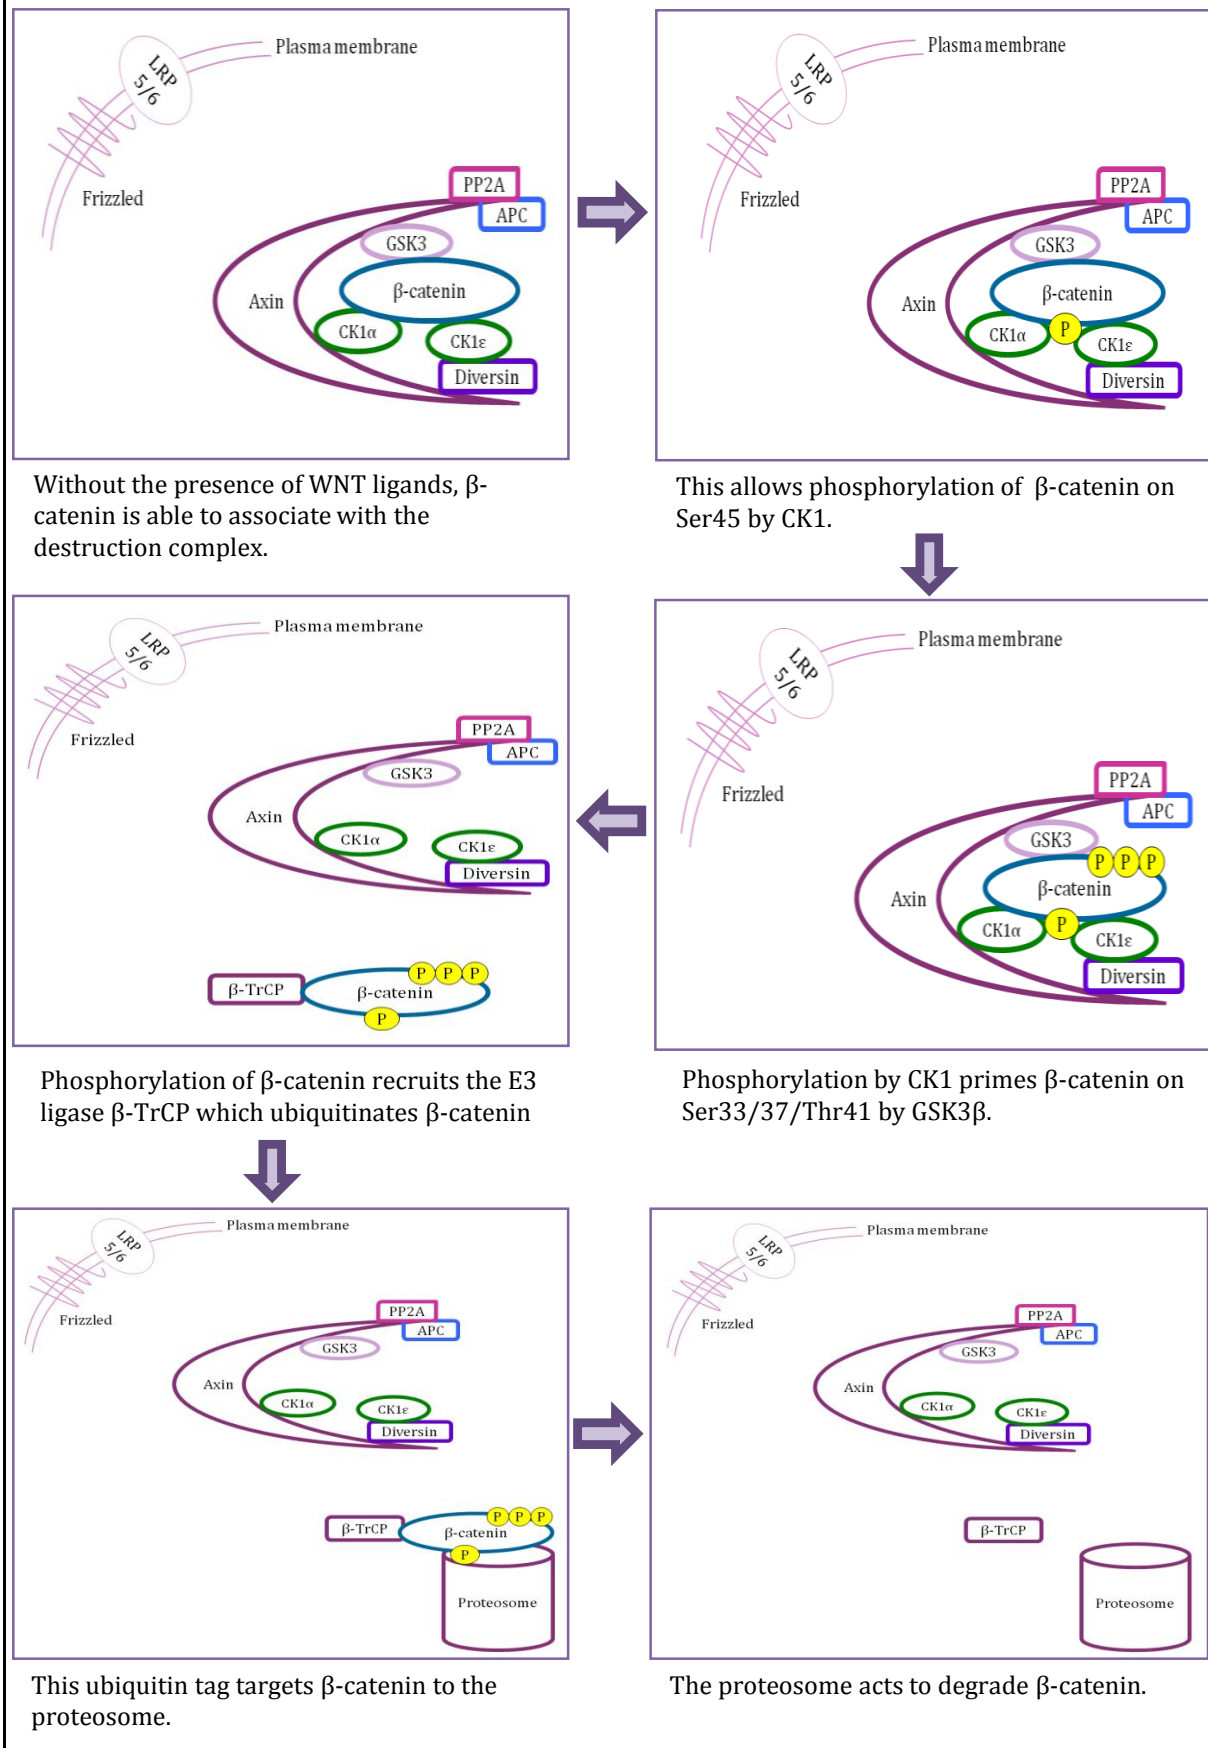 Plasma membrane
LRP
5/6
Frizzled
PP2A
APC
GSK3
β-catenin
Axin
CK1α
CK1ε
Diversin
Without the presence of WNT ligands, β-
catenin is able to associate with the
destruction complex.
Plasma membrane
LRP
5/6
Frizzled
PP2A
APC
GSK3
β-catenin
Axin
CK1α
P
CK1ε
Diversin
This allows phosphorylation of β-catenin on
Ser45 by CK1.
Plasma membrane
LRP
5/6
Frizzled
PP2A
APC
GSK3
P P P
β-catenin
Axin
CK1α
P
CK1ε
Diversin
Phosphorylation by CK1 primes β-catenin on
Ser33/37/Thr41 by GSK3β.
Plasma membrane
LRP
5/6
Frizzled
PP2A
APC
GSK3
Axin
CK1α
CK1ε
Diversin
P P P
β-TrCP
β-catenin
P
Phosphorylation of β-catenin recruits the E3
ligase β-TrCP which ubiquitinates β-catenin
Plasma membrane
LRP
5/6
Frizzled
PP2A
APC
GSK3
Axin
CK1α
CK1ε
Diversin
P P P
β-TrCP
β-catenin
P
Proteosome
This ubiquitin tag targets β-catenin to the
proteosome.
Plasma membrane
LRP
5/6
Frizzled
PP2A
APC
GSK3
Axin
CK1α
CK1ε
Diversin
β-TrCP
Proteosome
The proteosome acts to degrade β-catenin.